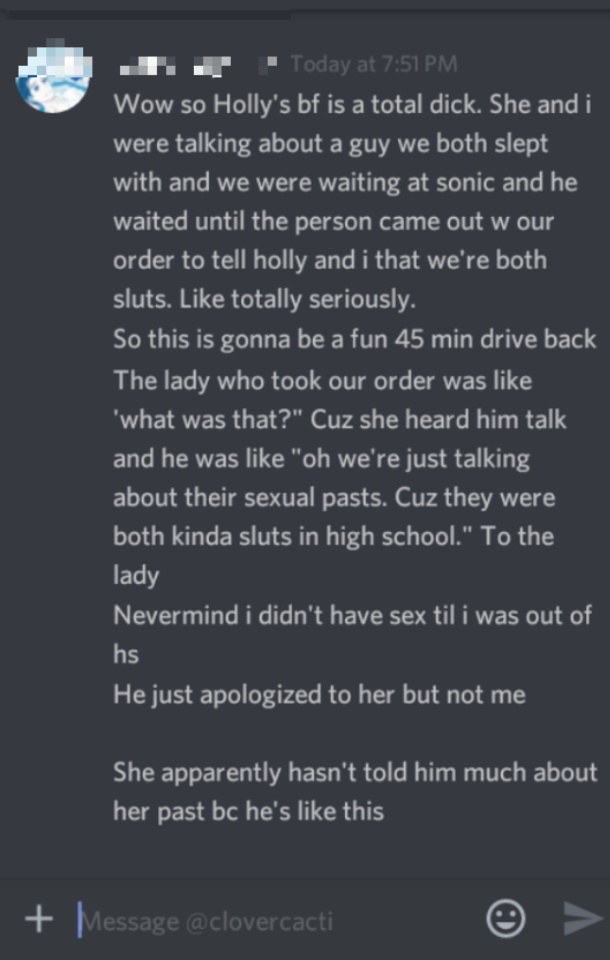 Today at 7:51 PM
Wow so Holly's bf is a total dick. She and i
were talking about a guy we both slept
with and we were waiting at sonic and he
waited until the person came out w our
order to tell holly and i that we're both
sluts. Like totally seriously.
So this is gonna be a fun 45 min drive back
The lady who took our order was like
'what was that?" Cuz she heard him talk
and he was like "oh we're just talking
about their sexual pasts. Cuz they were
both kinda sluts in high school." To the
lady
Nevermind i didn't have sex til i was out of
hs
He just apologized to her but not me
She apparently hasn't told him much about
her past bc he's like this
Message @clovercacti